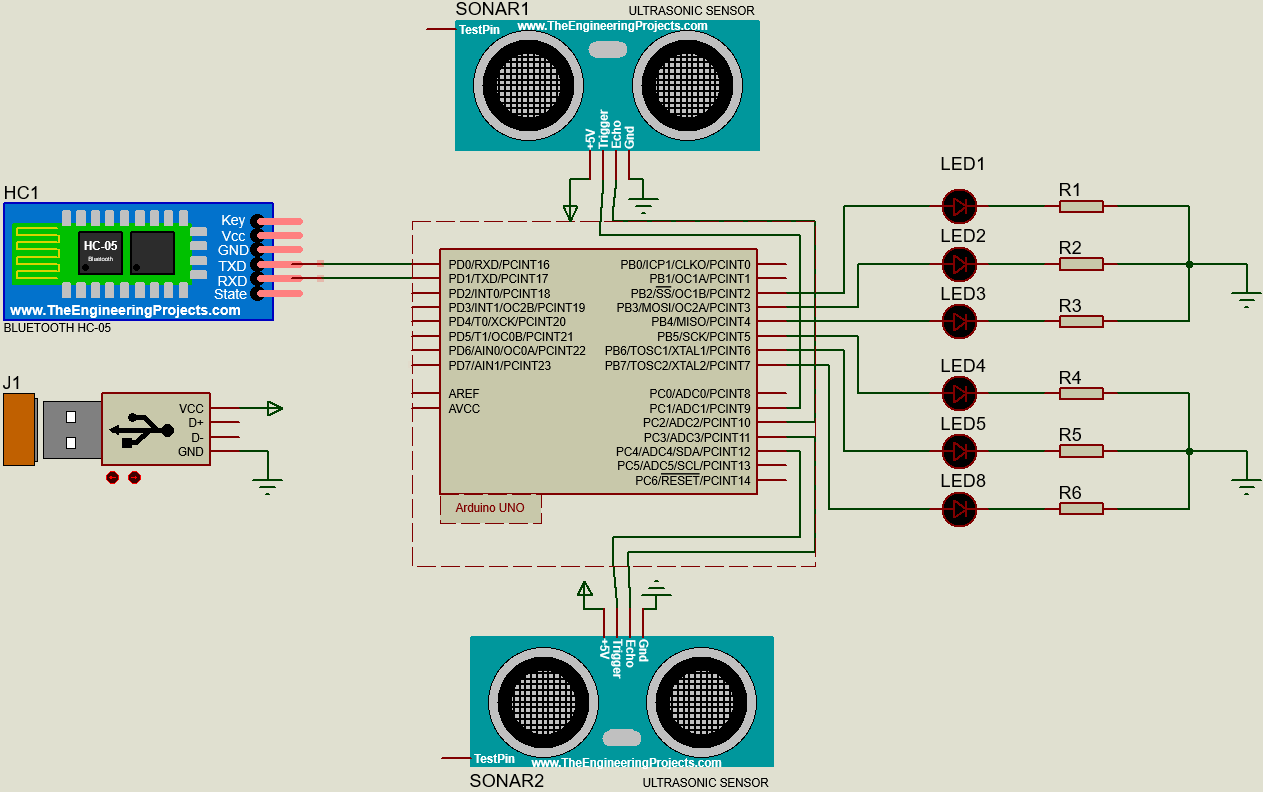 SONAR1
ULTRASONIC SENSOR
TestPin
www.TheEngineeringProjects.com
+5V
Trigger
Echo
Gnd
HC1
HC-05
Bluetooth
Key
Vcc
GND
TXD
RXD
State
www.TheEngineeringProjects.com
BLUETOOTH HC-05
J1
VCC
D+
D-
GND
PD0/RXD/PCINT16
PD1/TXD/PCINT17
PD2/INT0/PCINT18
PD3/INT1/OC2B/PCINT19
PD4/T0/XCK/PCINT20
PD5/T1/OC0B/PCINT21
PD6/AIN0/OC0A/PCINT22
PD7/AIN1/PCINT23
AREF
AVCC
PB0/ICP1/CLKO/PCINT0
PB1/OC1A/PCINT1
PB2/SS/OC1B/PCINT2
PB3/MOSI/OC2A/PCINT3
PB4/MISO/PCINT4
PB5/SCK/PCINT5
PB6/TOSC1/XTAL1/PCINT6
PB7/TOSC2/XTAL2/PCINT7
PC0/ADC0/PCINT8
PC1/ADC1/PCINT9
PC2/ADC2/PCINT10
PC3/ADC3/PCINT11
PC4/ADC4/SDA/PCINT12
PC5/ADC5/SCL/PCINT13
PC6/RESET/PCINT14
Arduino UNO
LED1
R1
LED2
R2
LED3
R3
LED4
R4
LED5
R5
LED8
R6
+5V
Trigger
Echo
Gnd
TestPin
www.TheEngineeringProjects.com
SONAR2
ULTRASONIC SENSOR